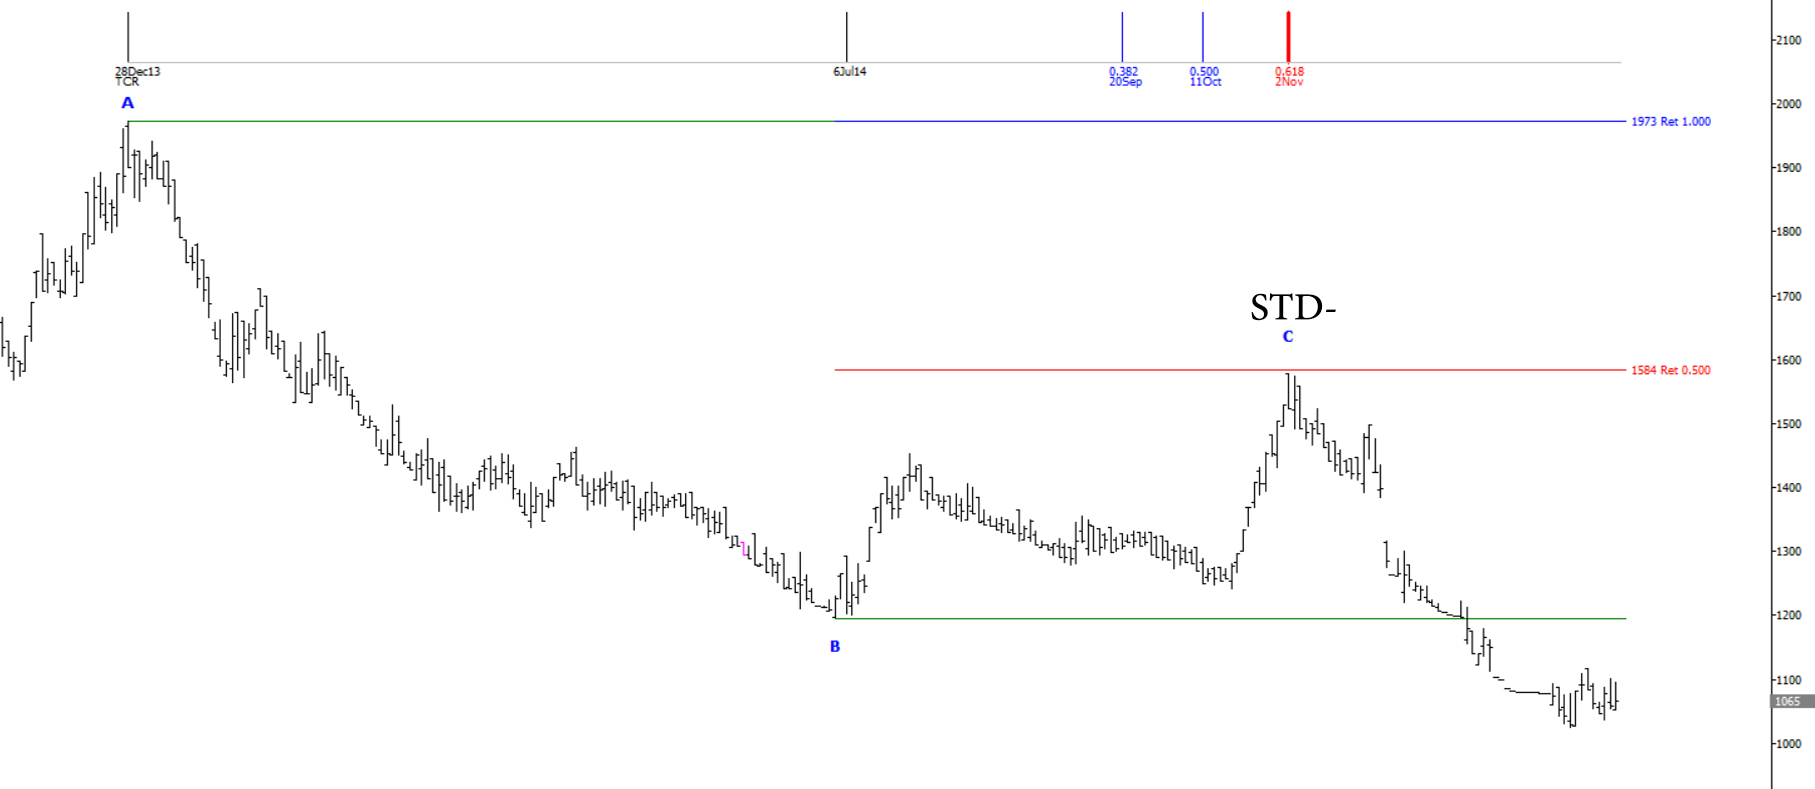 28Dec13
TCR
6Jul14
0.382
20Sep
0.500
11Oct
0.618
2Nov
A
1973 Ret 1.000
STD-
C
1584 Ret 0.500
B
2100
2000
1900
1800
1700
1600
1500
1400
1300
1200
1100
1065
1000